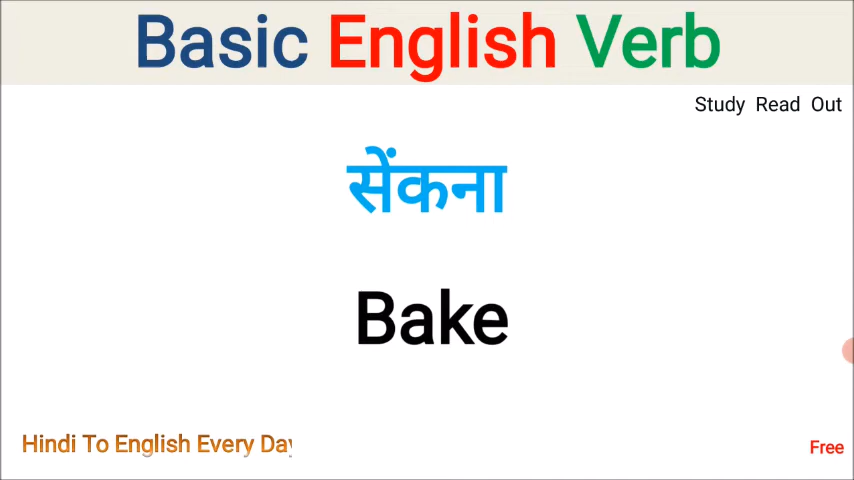 Basic English Verb
Study Read Out
सेंकना
Bake
Hindi To English Every Day
Free